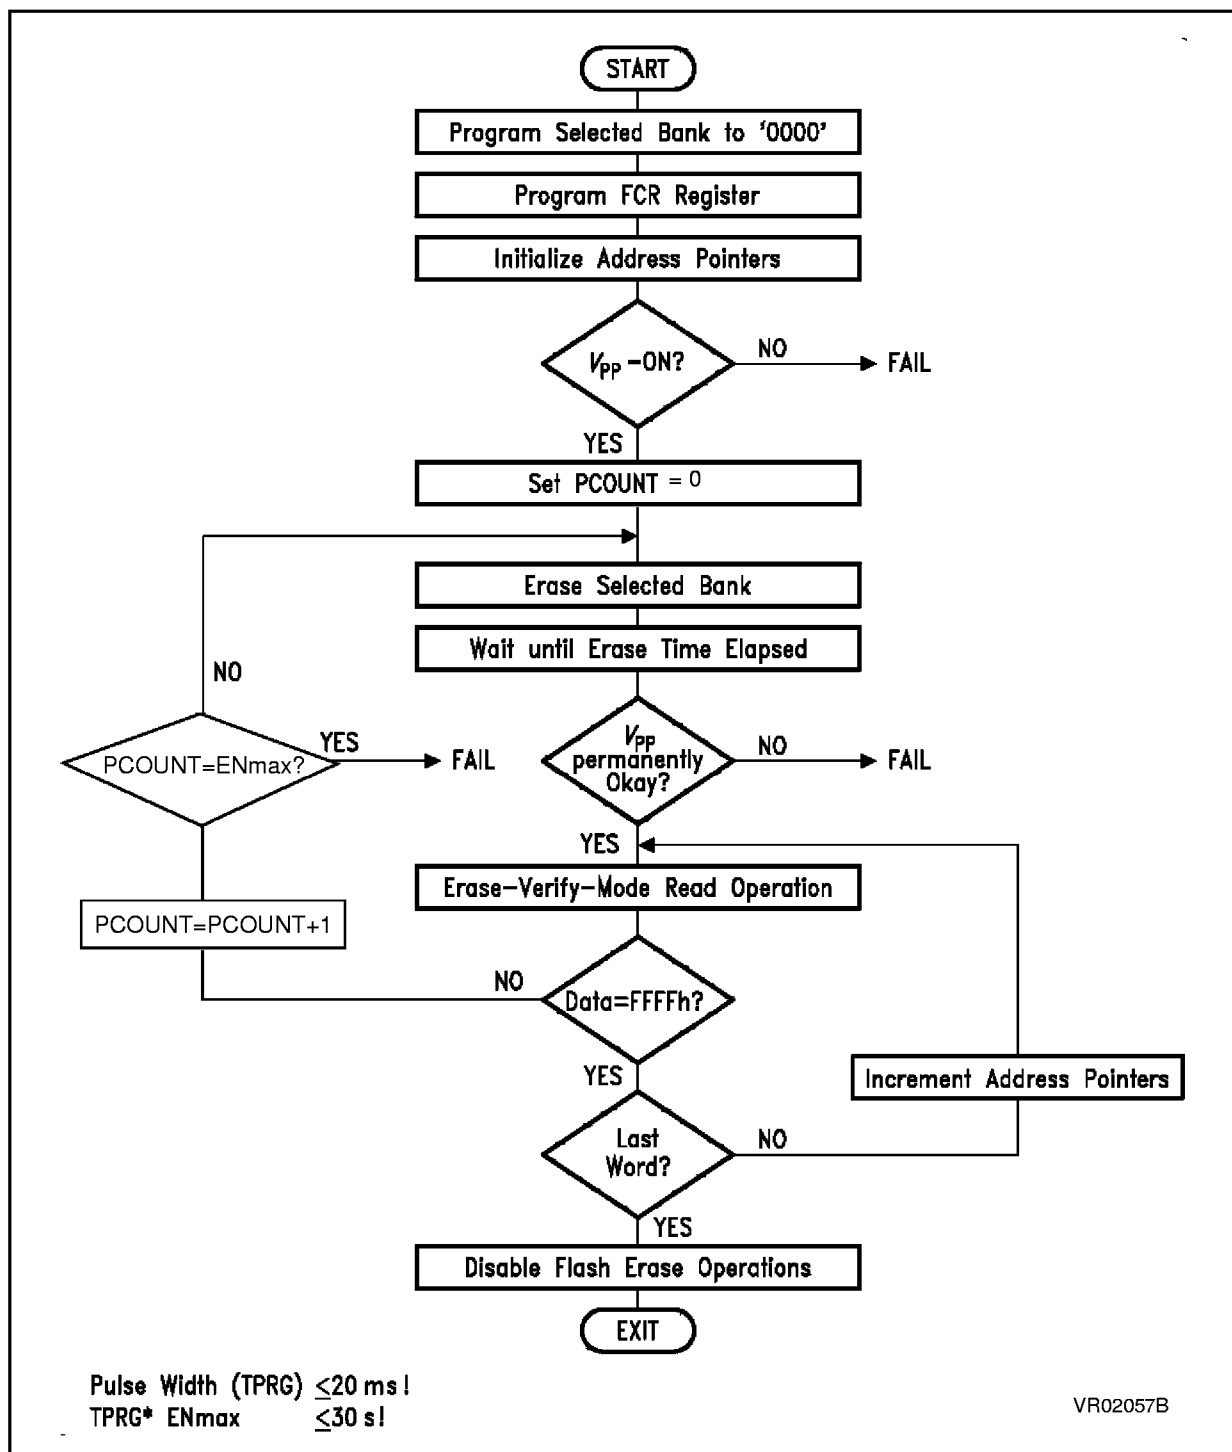 START
Program Selected Bank to '0000'
Program FCR Register
Initialize Address Pointers
VPP -ON?
NO
FAIL
YES
Set PCOUNT = 0
Erase Selected Bank
Wait until Erase Time Elapsed
NO
PCOUNT=ENmax?
YES
FAIL
VPP
permanently
Okay?
NO
FAIL
YES
Erase-Verify-Mode Read Operation
PCOUNT=PCOUNT+1
NO
Data=FFFFh?
YES
Increment Address Pointers
Last
Word?
NO
YES
Disable Flash Erase Operations
EXIT
Pulse Width (TPRG) ≤20 ms!
TPRG* ENmax ≤30 s!
VR02057B